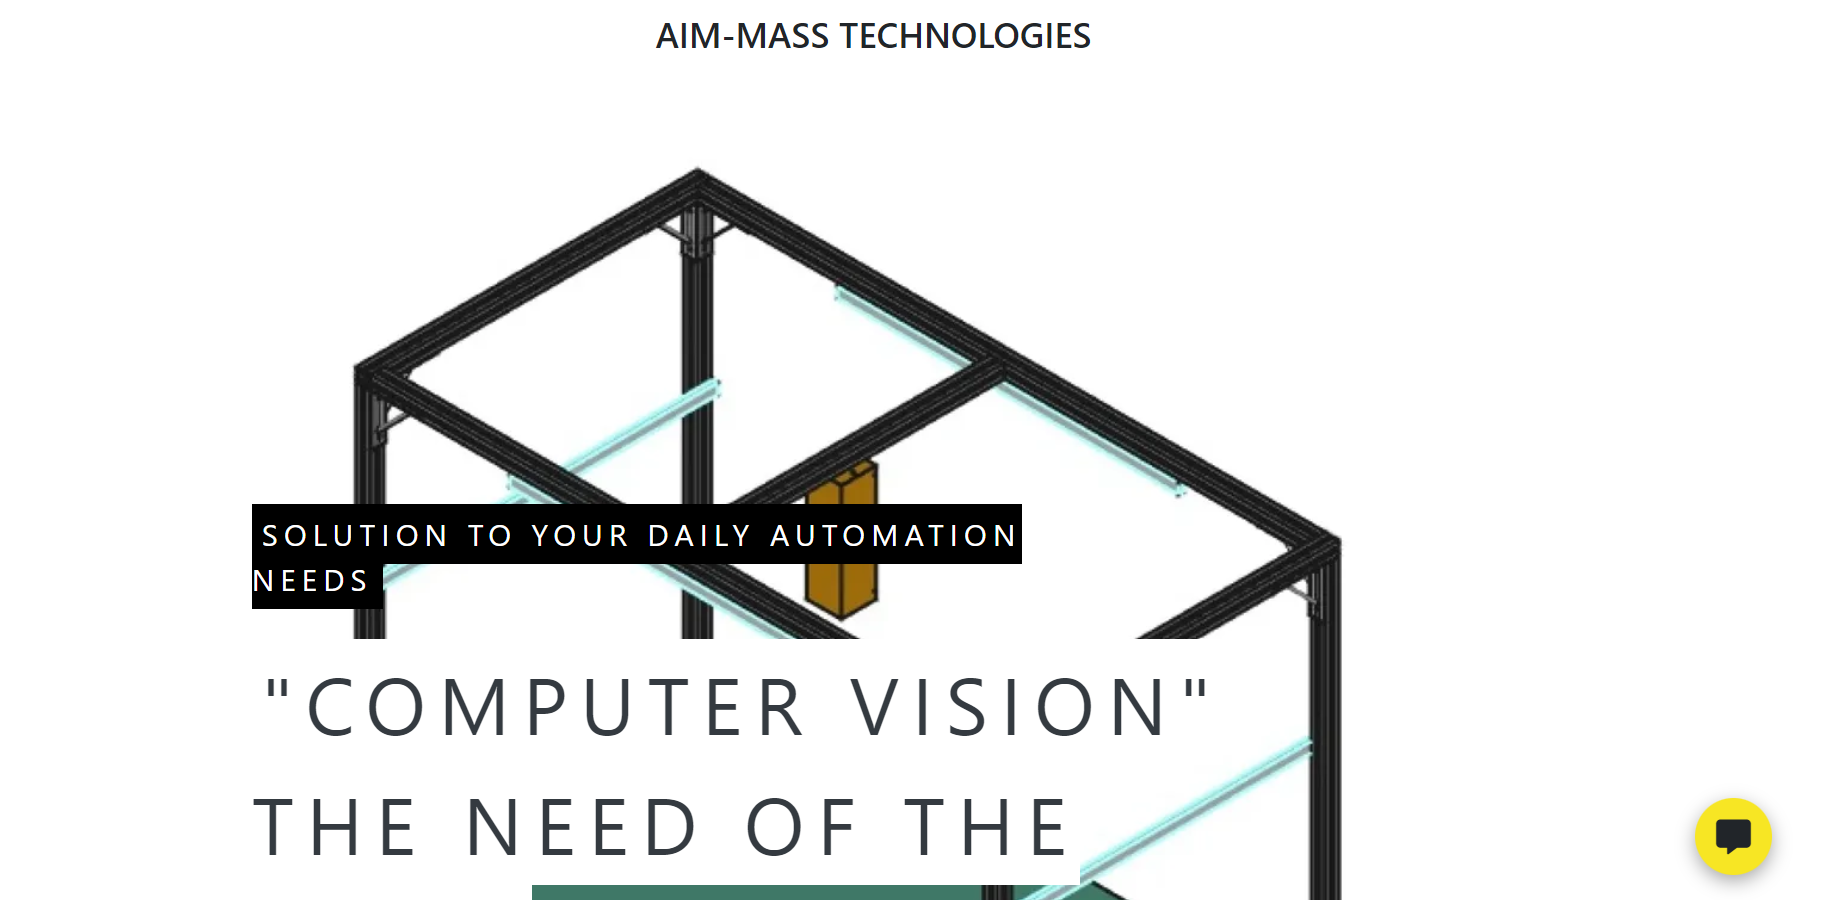 AIM-MASS TECHNOLOGIES
SOLUTION TO YOUR DAILY AUTOMATION
NEEDS
"COMPUTER VISION"
THE NEED OF THE